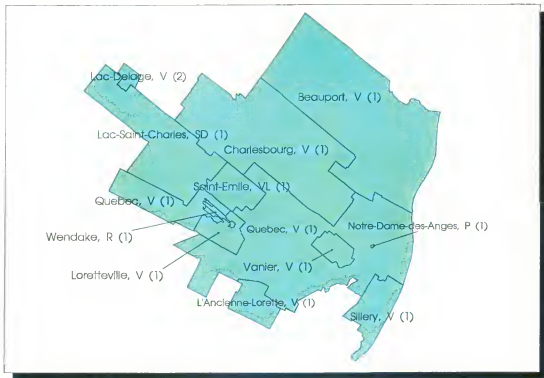 Lac-Delage, V (2)
Beauport, V (1)
Lac-Saint-Charles, SD (1)
Charlesbourg, V (1)
Saint-Emile, VL (1)
Quebec, V (1)
Wendake, R (1)
Quebec, V (1)
Notre-Dame-des-Anges, P (1)
Loretteville, V (1)
Vanier, V (1)
L'Ancienne-Lorette, V (1)
Sillery, V (1)